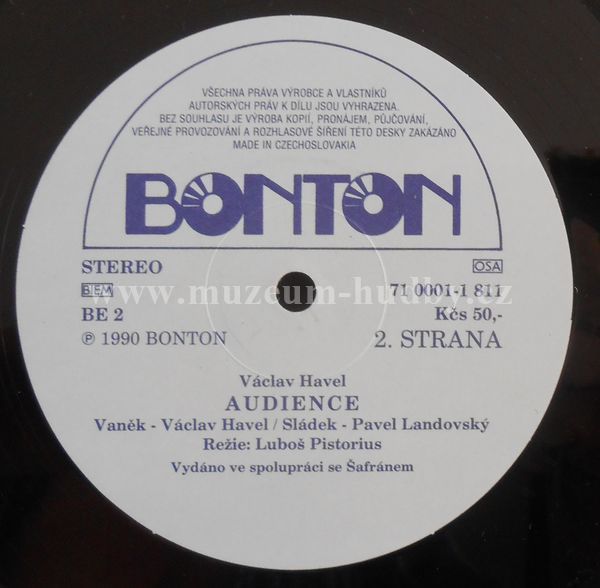 VŠECHNA PRÁVA VÝROBCE A VLASTNÍKŮ
AUTORSKÝCH PRÁV K DÍLU JSOU VYHRAZENA.
BEZ SOUHLASU JE VÝROBA KOPIÍ, PRONÁJEM, PŮJČOVÁNÍ,
VEŘEJNÉ PROVOZOVÁNÍ A ROZHLASOVÉ ŠÍŘENÍ TÉTO DESKY ZAKÁZÁNO
MADE IN CZECHOSLOVAKIA
BONTON
STEREO OSA
BIEM 71 0001-1 811
www.muzeum-hudby.cz
BE 2 Kčs 50,-
℗ 1990 BONTON 2. STRANA
Václav Havel
AUDIENCE
Vaněk - Václav Havel / Sládek - Pavel Landovský
Režie: Luboš Pistorius
Vydáno ve spolupráci se Šafránem